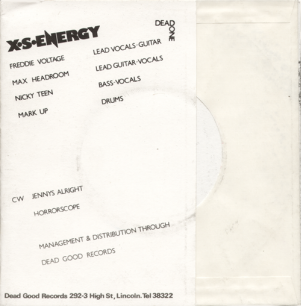 X·S·ENERGY
DEAD
GOOD
FREDDIE VOLTAGE LEAD VOCALS·GUITAR
MAX HEADROOM LEAD GUITAR·VOCALS
NICKY TEEN BASS·VOCALS
MARK UP DRUMS
CW JENNYS ALRIGHT
HORRORSCOPE
MANAGEMENT & DISTRIBUTION THROUGH
DEAD GOOD RECORDS
Dead Good Records 292-3 High St, Lincoln. Tel 38322